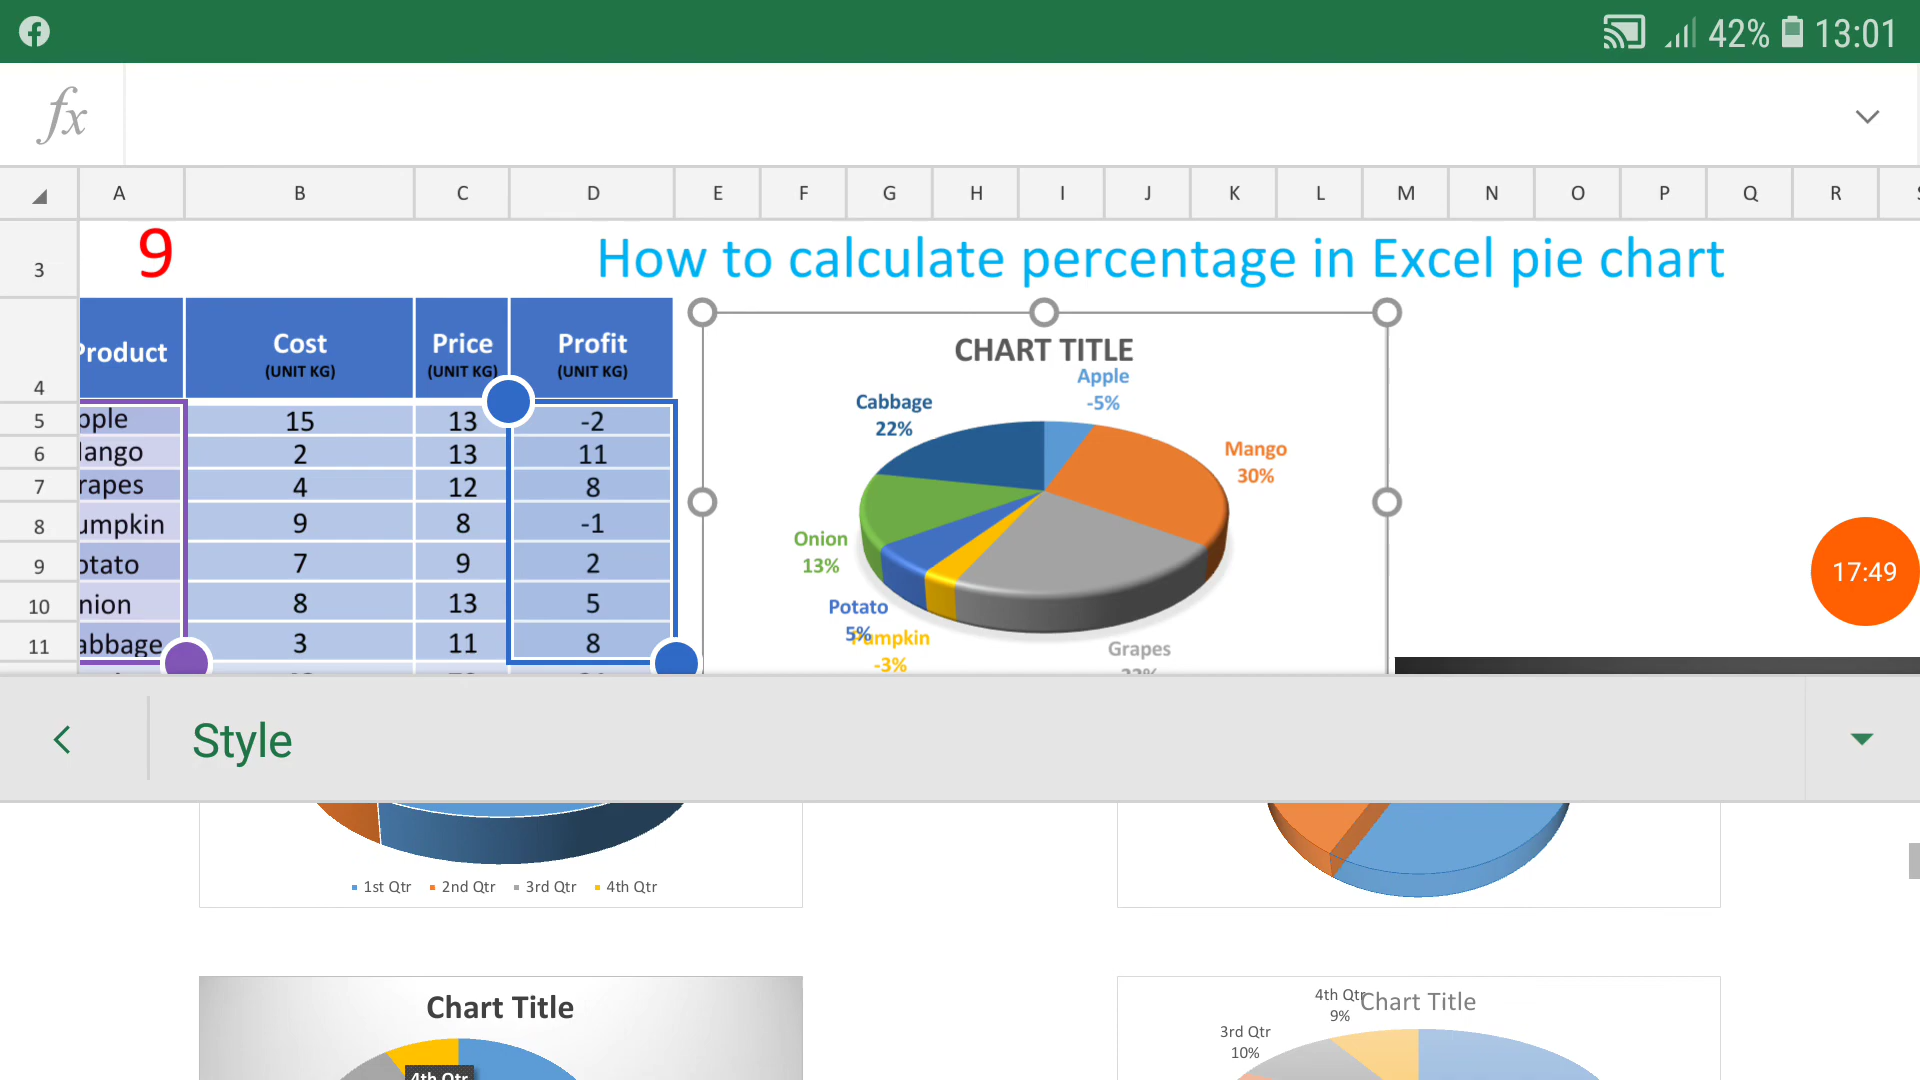 42% 13:01
fx
A B C D E F G H I J K L M N O P Q R
3 9 How to calculate percentage in Excel pie chart
4 Product Cost Price Profit
(UNIT KG) (UNIT KG) (UNIT KG)
5 pple 15 13 -2
6 ango 2 13 11
7 rapes 4 12 8
8 umpkin 9 8 -1
9 otato 7 9 2
10 nion 8 13 5
11 abbage 3 11 8
CHART TITLE
Apple
-5%
Cabbage
22%
Mango
30%
Onion
13%
Potato
5%
Pumpkin
-3%
Grapes
17:49
Style
1st Qtr 2nd Qtr 3rd Qtr 4th Qtr
Chart Title
4th Qtr
4th Qtr
9%
Chart Title
3rd Qtr
10%